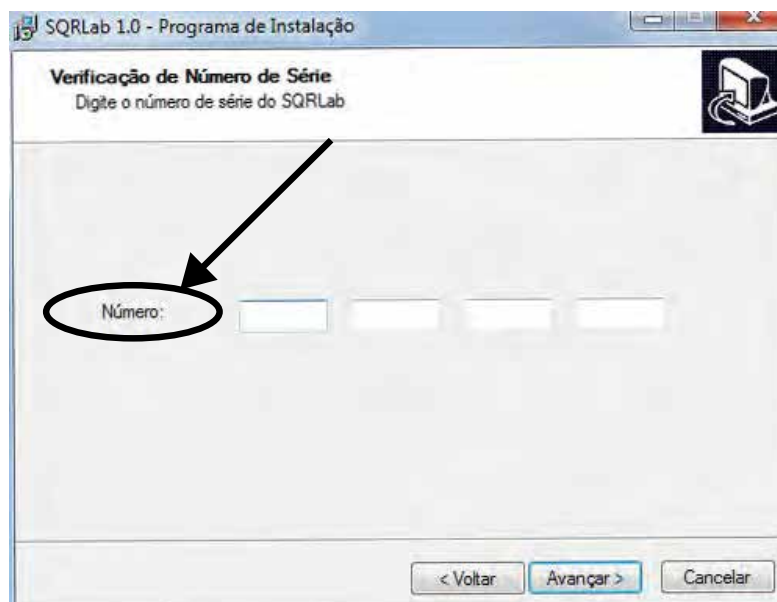 SQRLab 1.0 - Programa de Instalação
Verificação de Número de Série
Digite o número de série do SQRLab
Número:
< Voltar
Avançar >
Cancelar